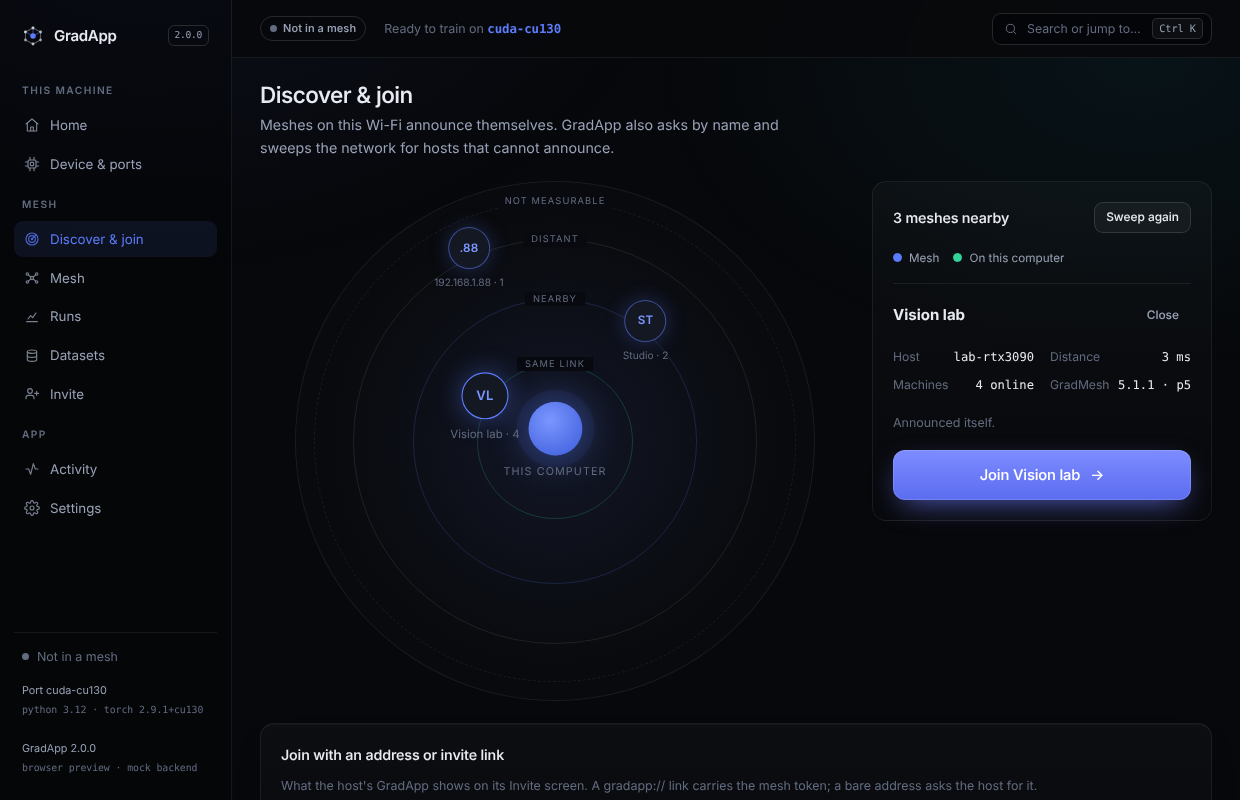 GradApp
2.0.0
THIS MACHINE
Home
Device & ports
MESH
Discover & join
Mesh
Runs
Datasets
Invite
APP
Activity
Settings
Not in a mesh
Port cuda-cu130
python 3.12 · torch 2.9.1+cu130
GradApp 2.0.0
browser preview · mock backend
Not in a mesh
Ready to train on cuda-cu130
Search or jump to...
Ctrl K
Discover & join
Meshes on this Wi-Fi announce themselves. GradApp also asks by name and
sweeps the network for hosts that cannot announce.
NOT MEASURABLE
DISTANT
.88
192.168.1.88 · 1
NEARBY
ST
Studio · 2
SAME LINK
VL
Vision lab · 4
THIS COMPUTER
3 meshes nearby
Sweep again
Mesh
On this computer
Vision lab
Close
Host lab-rtx3090 Distance 3 ms
Machines 4 online GradMesh 5.1.1 · p5
Announced itself.
Join Vision lab →
Join with an address or invite link
What the host's GradApp shows on its Invite screen. A gradapp:// link carries the mesh token; a bare address asks the host for it.